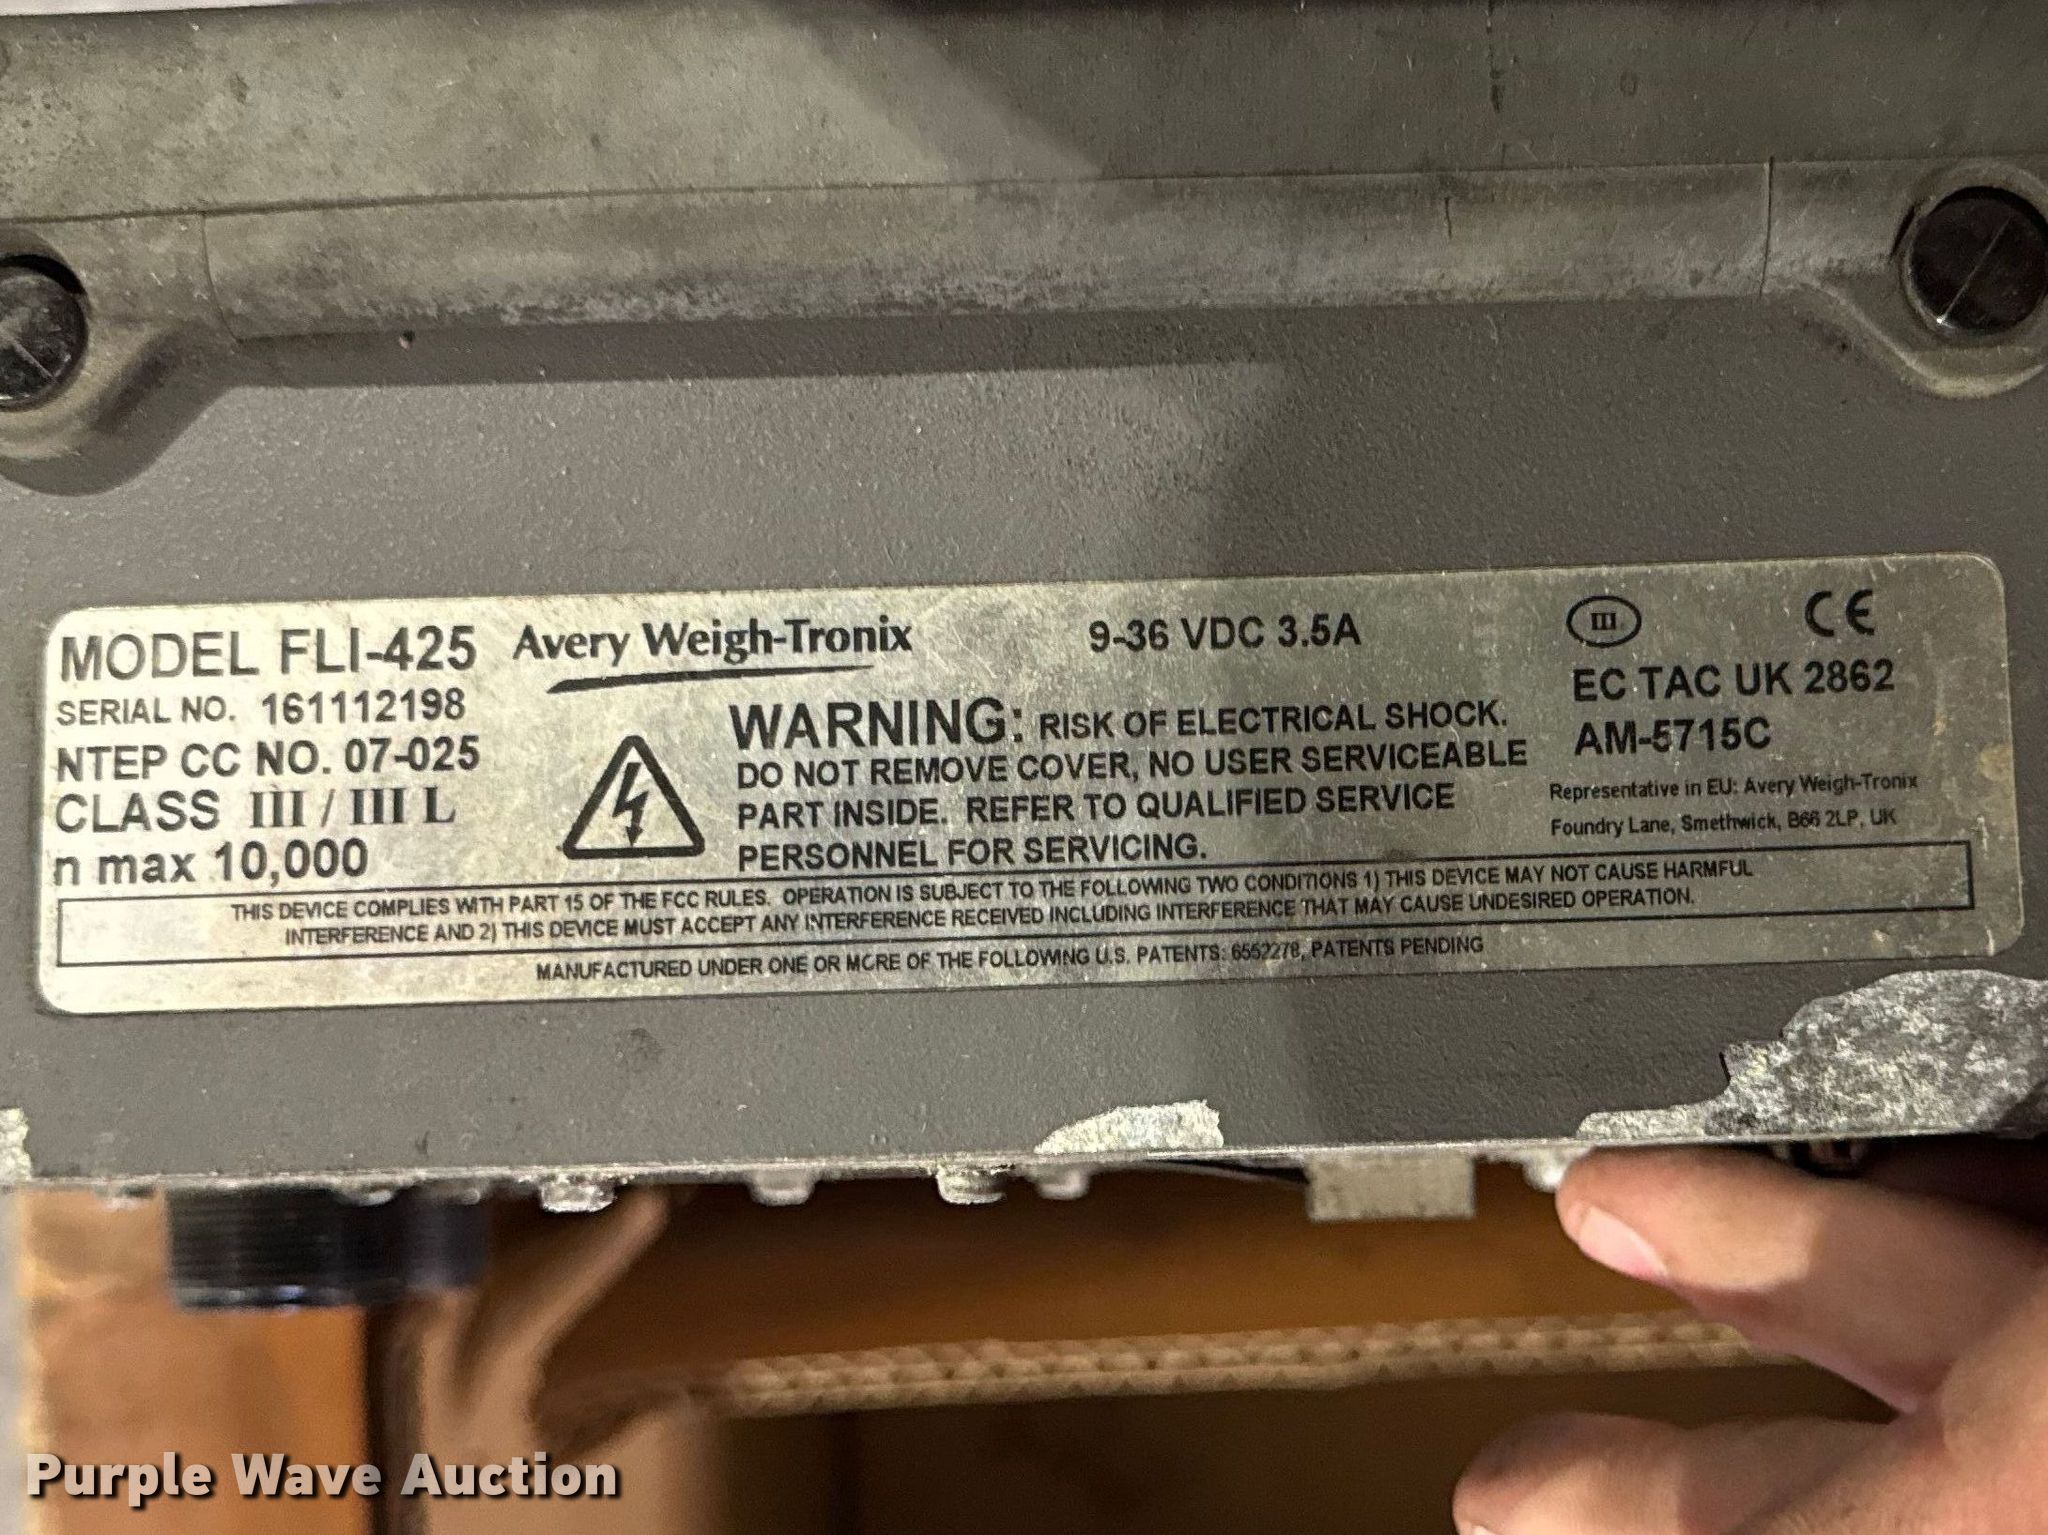 MODEL FLI-425
SERIAL NO. 161112198
NTEP CC NO. 07-025
CLASS III / III L
n max 10,000
Avery Weigh-Tronix
9-36 VDC 3.5A
WARNING: RISK OF ELECTRICAL SHOCK.
DO NOT REMOVE COVER, NO USER SERVICEABLE
PART INSIDE. REFER TO QUALIFIED SERVICE
PERSONNEL FOR SERVICING.
III CE
EC TAC UK 2862
AM-5715C
Representative in EU: Avery Weigh-Tronix
Foundry Lane, Smethwick, B66 2LP, UK
THIS DEVICE COMPLIES WITH PART 15 OF THE FCC RULES. OPERATION IS SUBJECT TO THE FOLLOWING TWO CONDITIONS 1) THIS DEVICE MAY NOT CAUSE HARMFUL
INTERFERENCE AND 2) THIS DEVICE MUST ACCEPT ANY INTERFERENCE RECEIVED INCLUDING INTERFERENCE THAT MAY CAUSE UNDESIRED OPERATION.
MANUFACTURED UNDER ONE OR MORE OF THE FOLLOWING U.S. PATENTS: 6552278, PATENTS PENDING
Purple Wave Auction